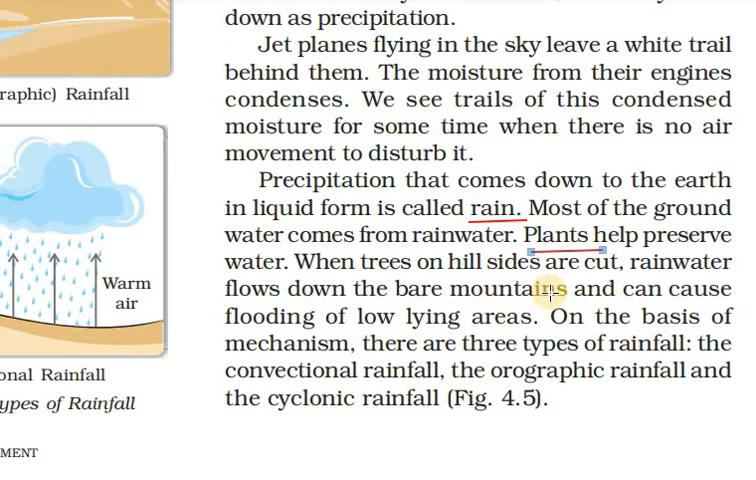 down as precipitation.
Jet planes flying in the sky leave a white trail
behind them. The moisture from their engines
condenses. We see trails of this condensed
moisture for some time when there is no air
movement to disturb it.
Precipitation that comes down to the earth
in liquid form is called rain. Most of the ground
water comes from rainwater. Plants help preserve
water. When trees on hill sides are cut, rainwater
flows down the bare mountains and can cause
flooding of low lying areas. On the basis of
mechanism, there are three types of rainfall: the
convectional rainfall, the orographic rainfall and
the cyclonic rainfall (Fig. 4.5).
raphic) Rainfall
Warm
air
onal Rainfall
ypes of Rainfall
MENT